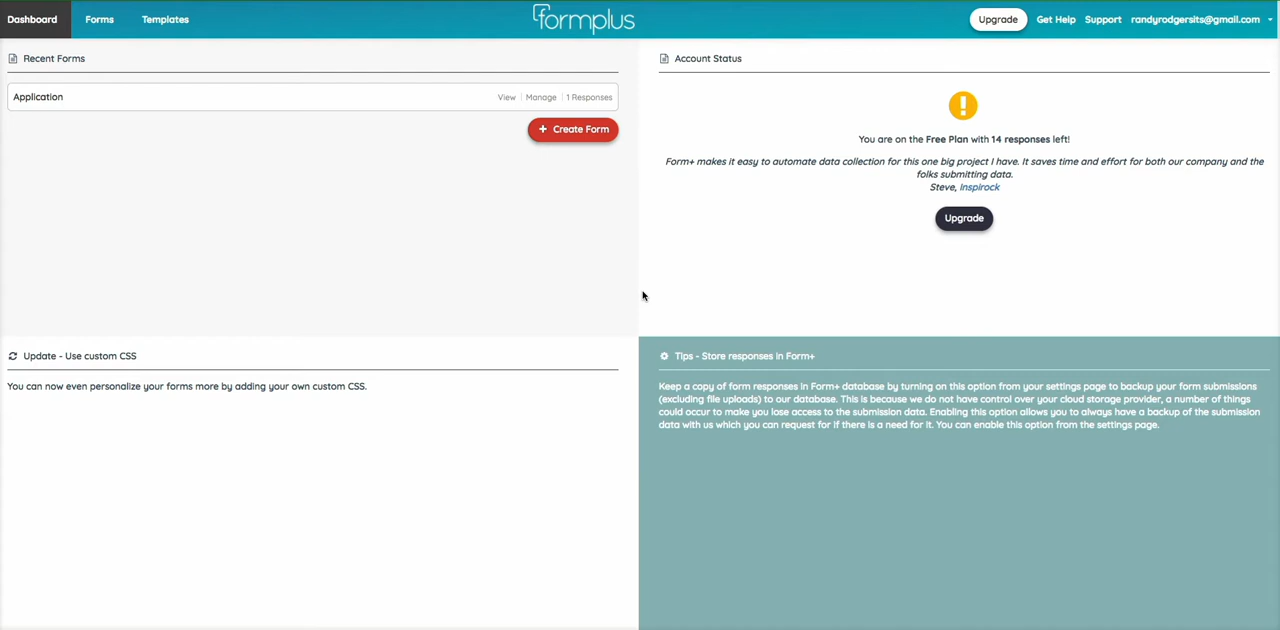 Dashboard Forms Templates formplus Upgrade Get Help Support randyrodgersits@gmail.com
Recent Forms
Application View Manage 1 Responses
+ Create Form
Account Status
You are on the Free Plan with 14 responses left!
Form+ makes it easy to automate data collection for this one big project I have. It saves time and effort for both our company and the
folks submitting data.
Steve, Inspirock
Upgrade
Update - Use custom CSS
You can now even personalize your forms more by adding your own custom CSS.
Tips - Store responses in Form+
Keep a copy of form responses in Form+ database by turning on this option from your settings page to backup your form submissions
(excluding file uploads) to our database. This is because we do not have control over your cloud storage provider, a number of things
could occur to make you lose access to the submission data. Enabling this option allows you to always have a backup of the submission
data with us which you can request for if there is a need for it. You can enable this option from the settings page.